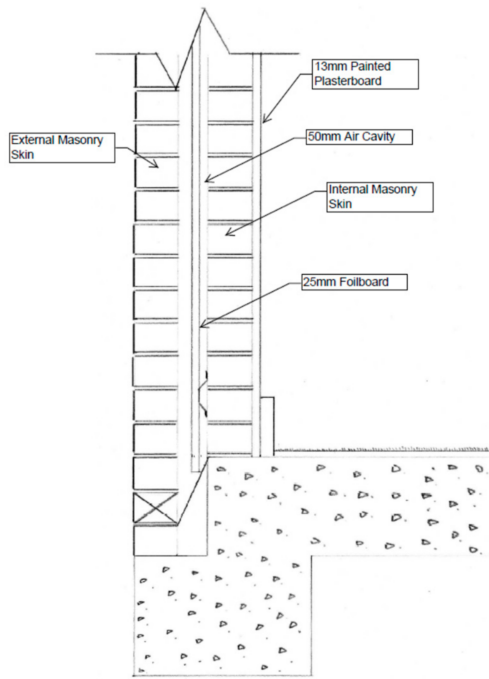 13mm Painted
Plasterboard
External Masonry
Skin
50mm Air Cavity
Internal Masonry
Skin
25mm Foilboard